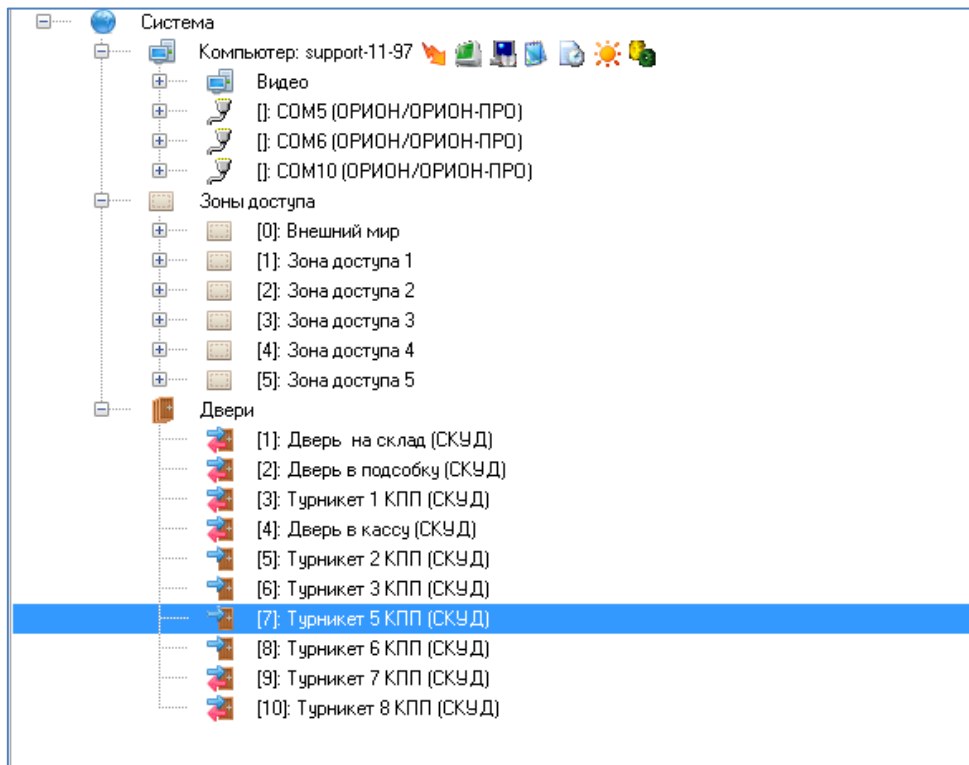 Система
Компьютер: support-11-97
Видео
[]: COM5 (ОРИОН/ОРИОН-ПРО)
[]: COM6 (ОРИОН/ОРИОН-ПРО)
[]: COM10 (ОРИОН/ОРИОН-ПРО)
Зоны доступа
[0]: Внешний мир
[1]: Зона доступа 1
[2]: Зона доступа 2
[3]: Зона доступа 3
[4]: Зона доступа 4
[5]: Зона доступа 5
Двери
[1]: Дверь на склад (СКУД)
[2]: Дверь в подсобку (СКУД)
[3]: Турникет 1 КПП (СКУД)
[4]: Дверь в кассу (СКУД)
[5]: Турникет 2 КПП (СКУД)
[6]: Турникет 3 КПП (СКУД)
[7]: Турникет 5 КПП (СКУД)
[8]: Турникет 6 КПП (СКУД)
[9]: Турникет 7 КПП (СКУД)
[10]: Турникет 8 КПП (СКУД)